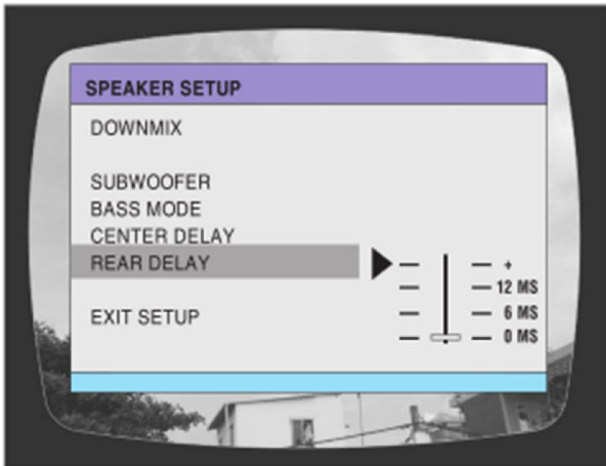 SPEAKER SETUP
DOWNMIX
SUBWOOFER
BASS MODE
CENTER DELAY
REAR DELAY
+
12 MS
6 MS
0 MS
EXIT SETUP